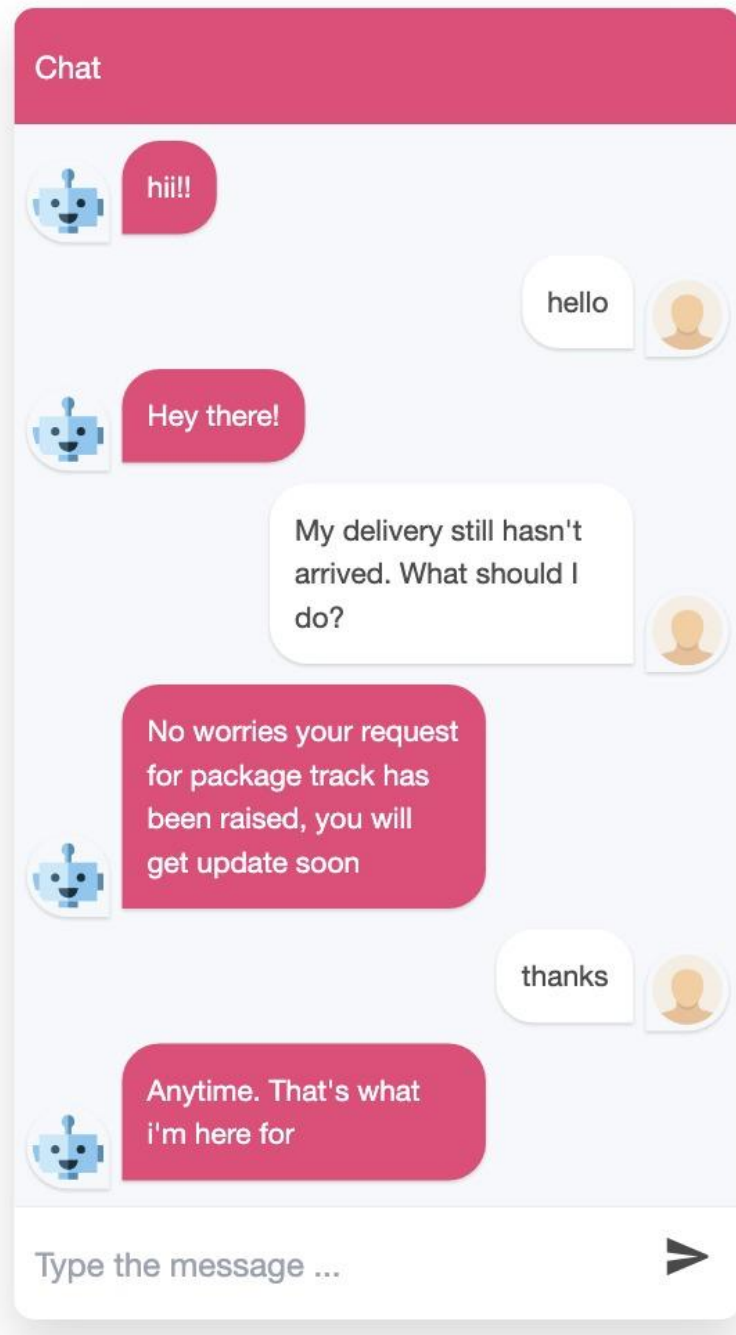 Chat
hii!!
hello
Hey there!
My delivery still hasn't
arrived. What should I
do?
No worries your request
for package track has
been raised, you will
get update soon
thanks
Anytime. That's what
i'm here for
Type the message ...